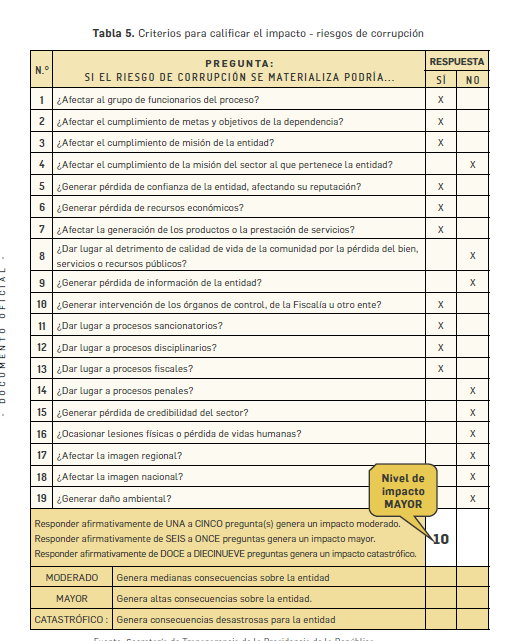 Tabla 5. Criterios para calificar el impacto - riesgos de corrupción
N.° PREGUNTA: RESPUESTA
SI EL RIESGO DE CORRUPCIÓN SE MATERIALIZA PODRÍA... SÍ NO
1 ¿Afectar al grupo de funcionarios del proceso? X
2 ¿Afectar el cumplimiento de metas y objetivos de la dependencia? X
3 ¿Afectar el cumplimiento de misión de la entidad? X
4 ¿Afectar el cumplimiento de la misión del sector al que pertenece la entidad? X
5 ¿Generar pérdida de confianza de la entidad, afectando su reputación? X
6 ¿Generar pérdida de recursos económicos? X
7 ¿Afectar la generación de los productos o la prestación de servicios? X
8 ¿Dar lugar al detrimento de calidad de vida de la comunidad por la pérdida del bien, X
servicios o recursos públicos?
9 ¿Generar pérdida de información de la entidad? X
10 ¿Generar intervención de los órganos de control, de la Fiscalía u otro ente? X
11 ¿Dar lugar a procesos sancionatorios? X
12 ¿Dar lugar a procesos disciplinarios? X
13 ¿Dar lugar a procesos fiscales? X
14 ¿Dar lugar a procesos penales? X
15 ¿Generar pérdida de credibilidad del sector? X
16 ¿Ocasionar lesiones físicas o pérdida de vidas humanas? X
17 ¿Afectar la imagen regional? X
18 ¿Afectar la imagen nacional? X
19 ¿Generar daño ambiental? X
Nivel de
impacto
MAYOR
Responder afirmativamente de UNA a CINCO pregunta(s) genera un impacto moderado.
Responder afirmativamente de SEIS a ONCE preguntas genera un impacto mayor.
Responder afirmativamente de DOCE a DIECINUEVE preguntas genera un impacto catastrófico.
10
MODERADO Genera medianas consecuencias sobre la entidad
MAYOR Genera altas consecuencias sobre la entidad.
CATASTRÓFICO : Genera consecuencias desastrosas para la entidad
Fuente: Secretaría de Transparencia de la Presidencia de la República
- DOCUMENTO OFICIAL -